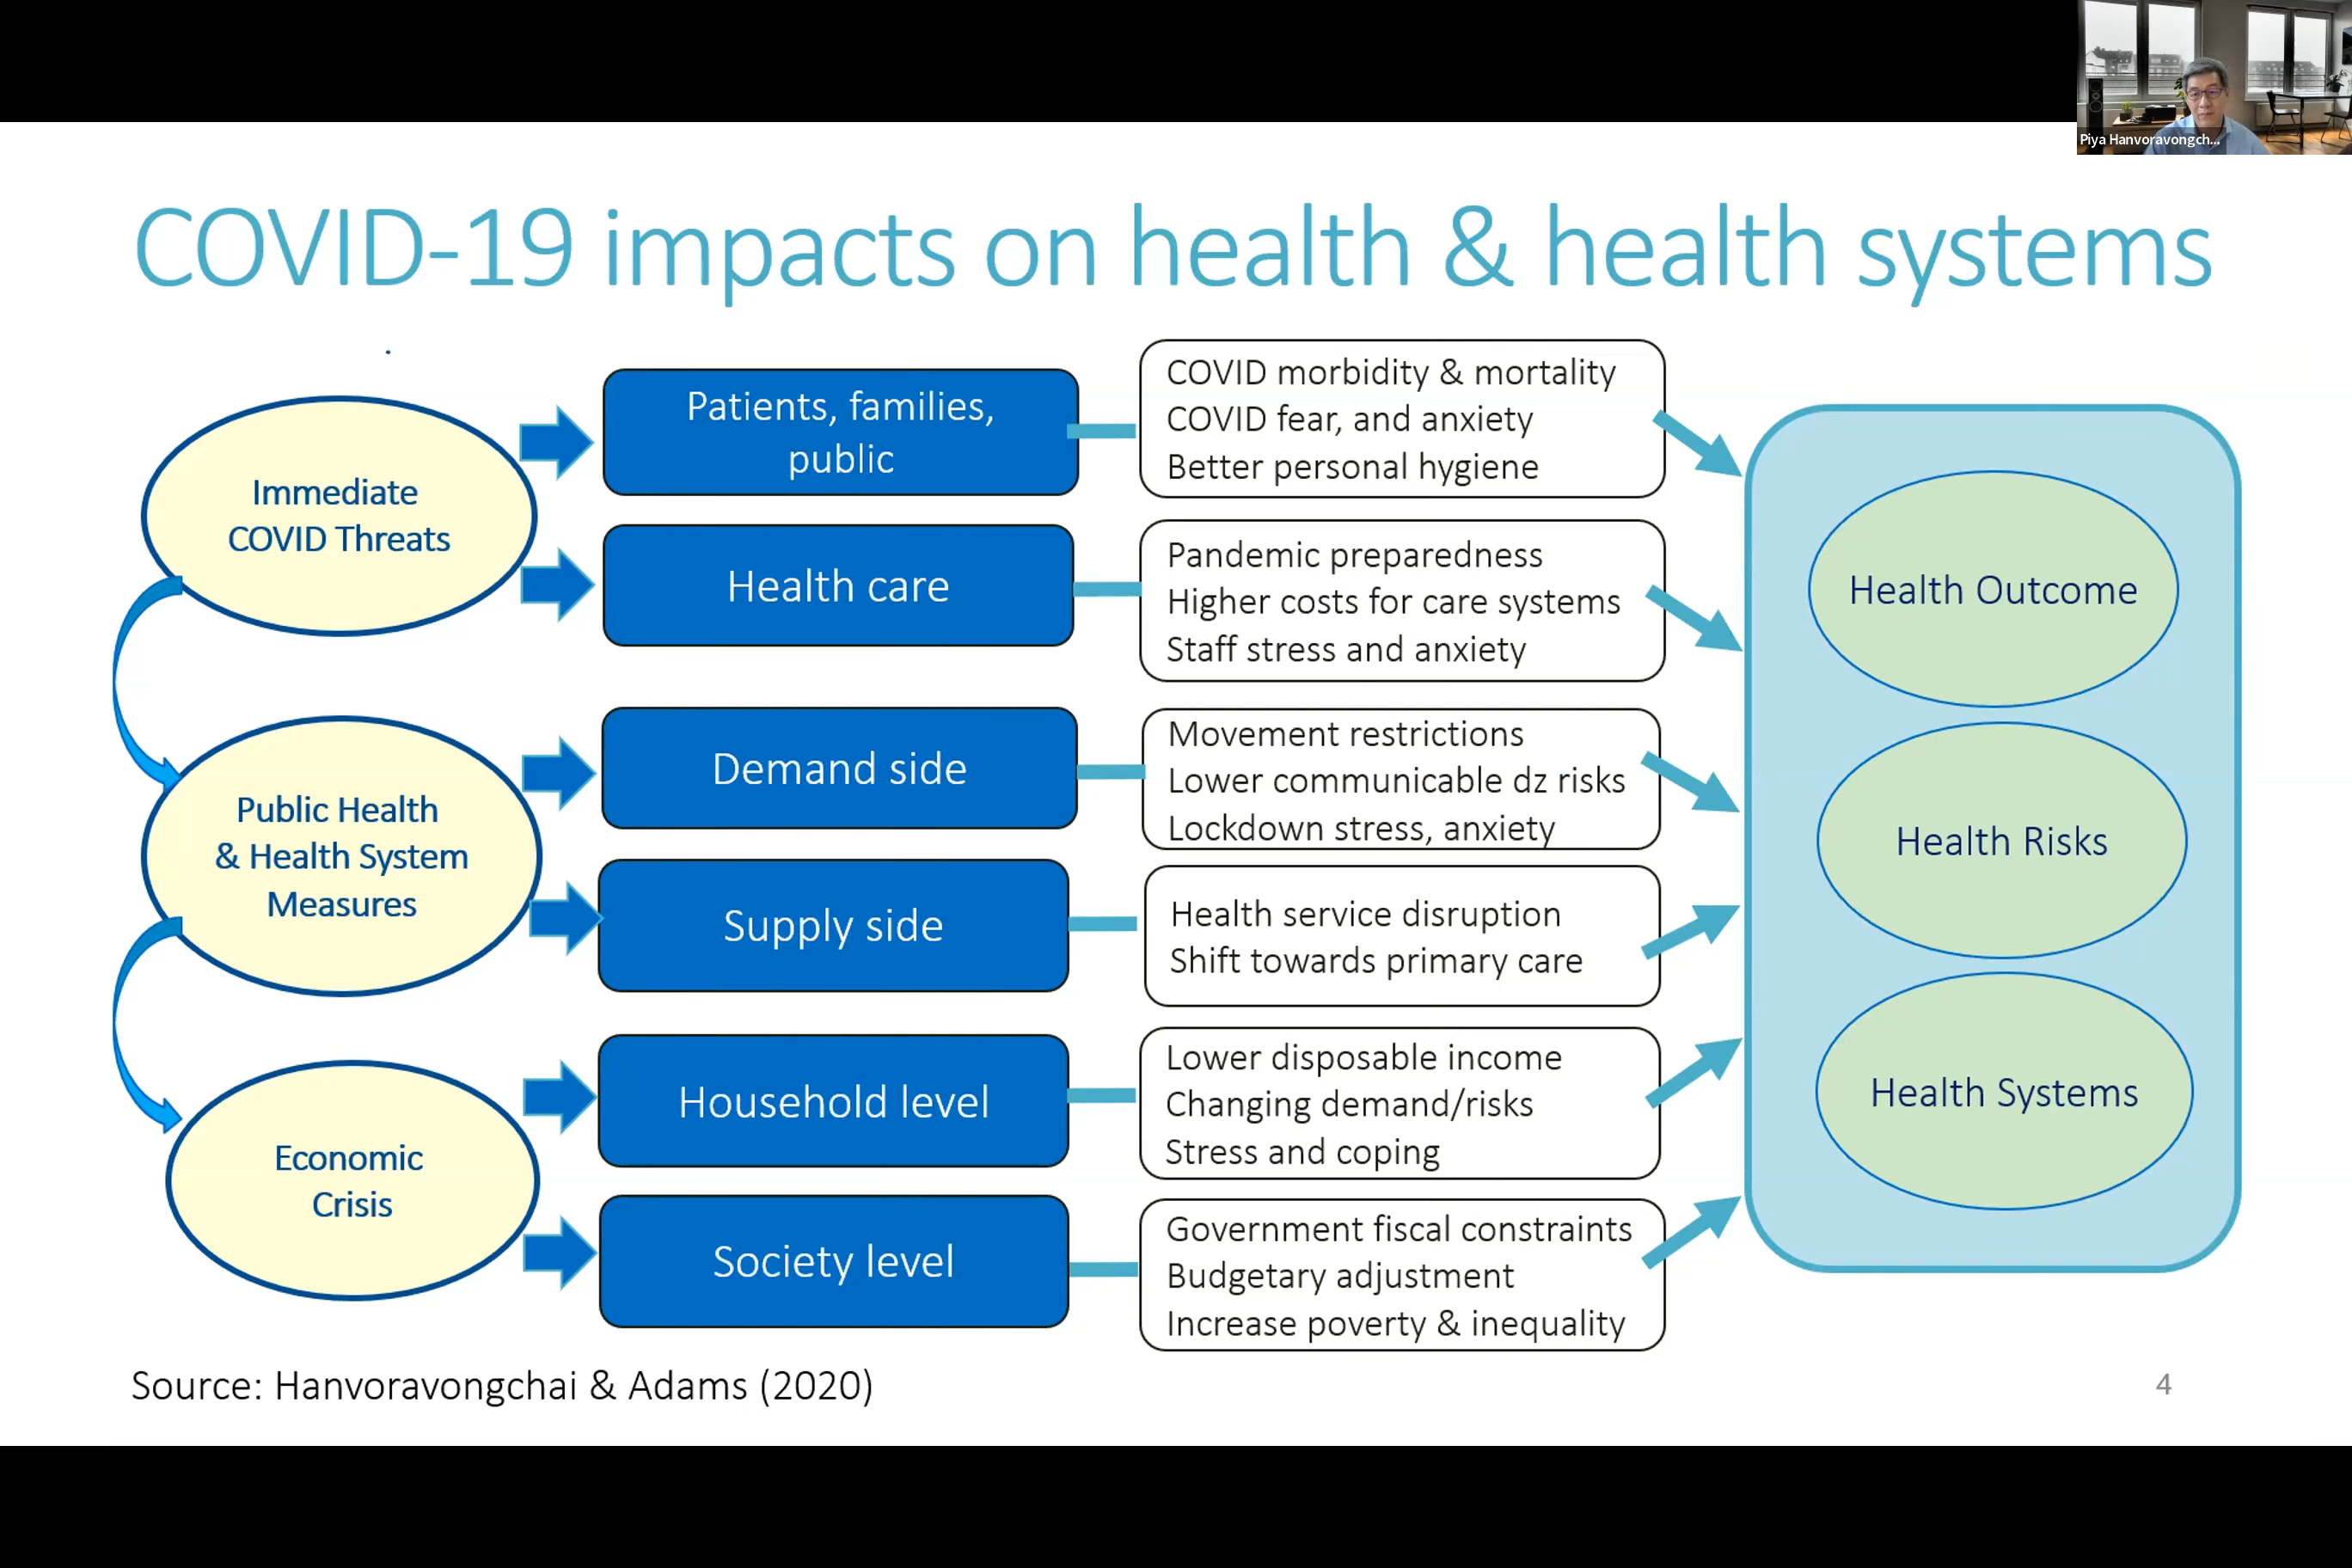 Piya Hanvoravongch...
COVID-19 impacts on health & health systems
Immediate
COVID Threats
Patients, families,
public
COVID morbidity & mortality
COVID fear, and anxiety
Better personal hygiene
Health care
Pandemic preparedness
Higher costs for care systems
Staff stress and anxiety
Public Health
& Health System
Measures
Demand side
Movement restrictions
Lower communicable dz risks
Lockdown stress, anxiety
Supply side
Health service disruption
Shift towards primary care
Economic
Crisis
Household level
Lower disposable income
Changing demand/risks
Stress and coping
Society level
Government fiscal constraints
Budgetary adjustment
Increase poverty & inequality
Health Outcome
Health Risks
Health Systems
Source: Hanvoravongchai & Adams (2020)
4